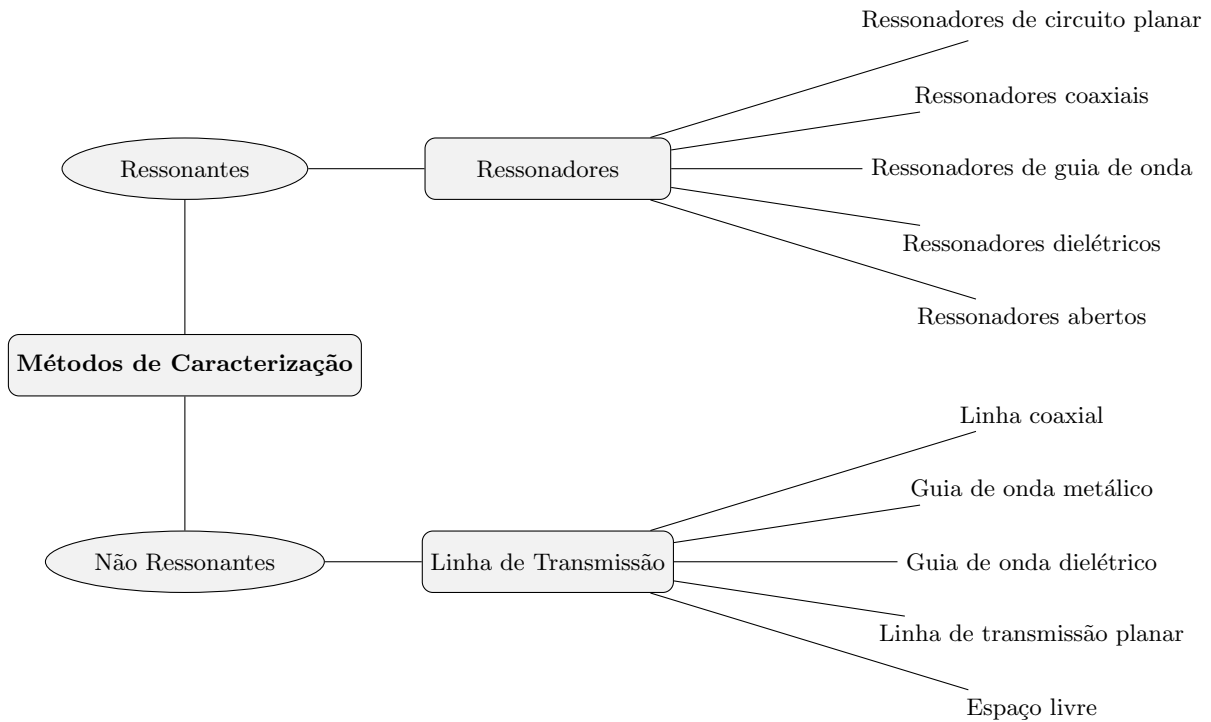 Ressonadores de circuito planar
Ressonadores coaxiais
Ressonantes
Ressonadores
Ressonadores de guia de onda
Ressonadores dielétricos
Ressonadores abertos
Métodos de Caracterização
Linha coaxial
Guia de onda metálico
Não Ressonantes
Linha de Transmissão
Guia de onda dielétrico
Linha de transmissão planar
Espaço livre